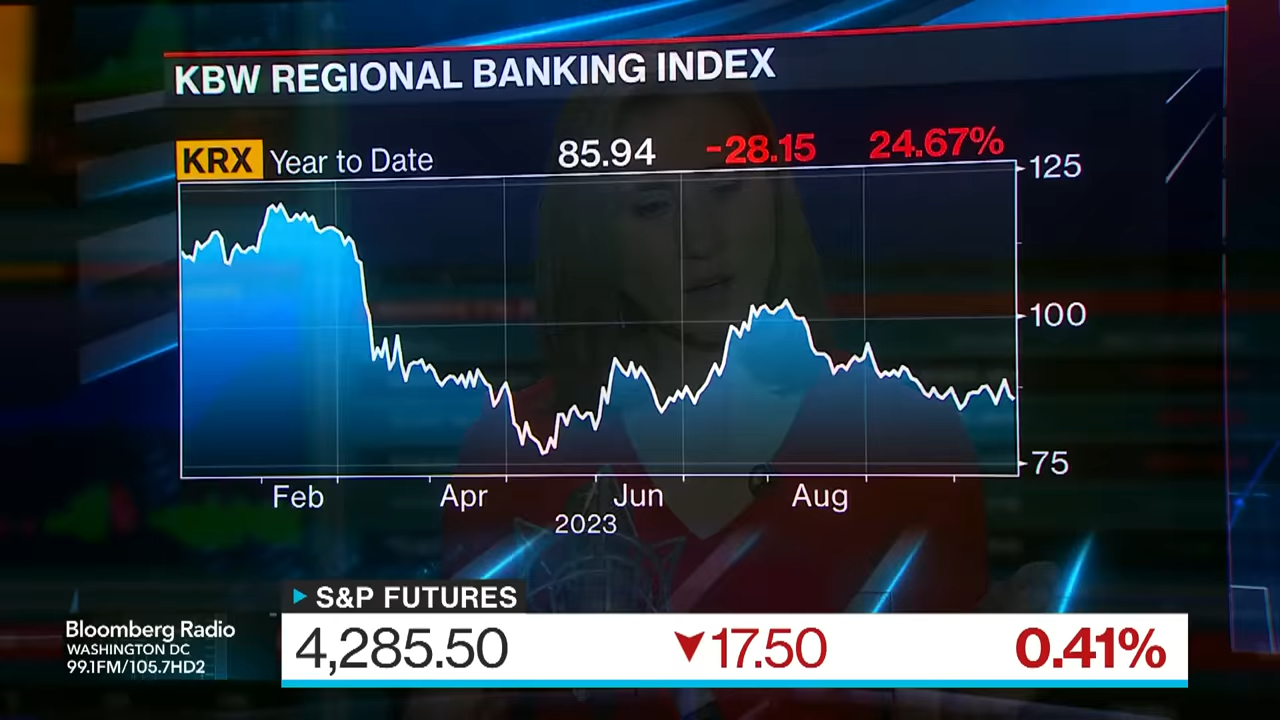 KBW REGIONAL BANKING INDEX
KRX Year to Date 85.94 -28.15 24.67%
125
100
75
Feb Apr Jun Aug
2023
S&P FUTURES
4,285.50 17.50 0.41%
Bloomberg Radio
WASHINGTON DC
99.1FM/105.7HD2